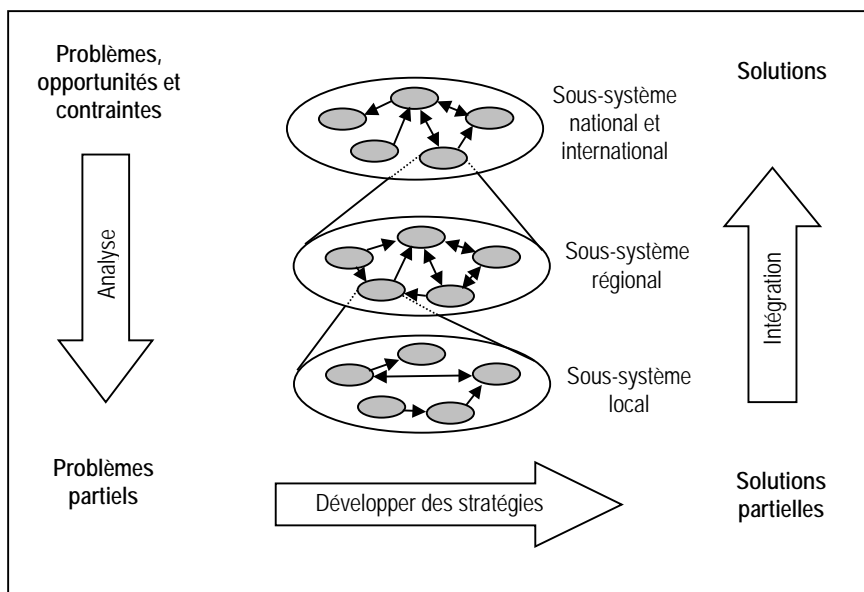 Problèmes,
opportunités et
contraintes
Analyse
Problèmes
partiels
Sous-système
national et
international
Sous-système
régional
Sous-système
local
Développer des stratégies
Solutions
Intégration
Solutions
partielles